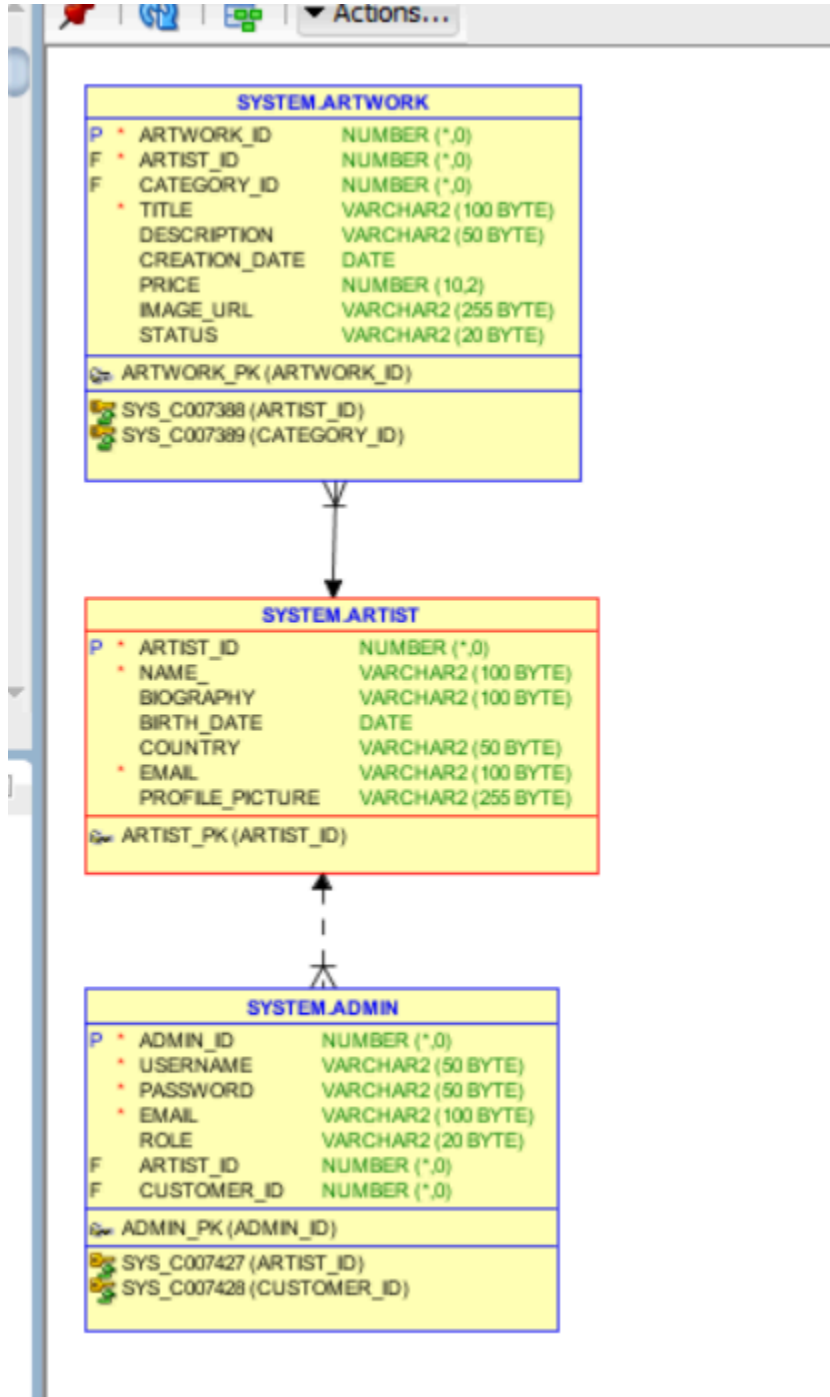 Actions...
SYSTEM.ARTWORK
P * ARTWORK_ID NUMBER (*,0)
F * ARTIST_ID NUMBER (*,0)
F CATEGORY_ID NUMBER (*,0)
* TITLE VARCHAR2 (100 BYTE)
DESCRIPTION VARCHAR2 (50 BYTE)
CREATION_DATE DATE
PRICE NUMBER (10,2)
IMAGE_URL VARCHAR2 (255 BYTE)
STATUS VARCHAR2 (20 BYTE)
ARTWORK_PK (ARTWORK_ID)
SYS_C007388 (ARTIST_ID)
SYS_C007389 (CATEGORY_ID)
SYSTEM.ARTIST
P * ARTIST_ID NUMBER (*,0)
* NAME_ VARCHAR2 (100 BYTE)
BIOGRAPHY VARCHAR2 (100 BYTE)
BIRTH_DATE DATE
COUNTRY VARCHAR2 (50 BYTE)
* EMAIL VARCHAR2 (100 BYTE)
PROFILE_PICTURE VARCHAR2 (255 BYTE)
ARTIST_PK (ARTIST_ID)
SYSTEM.ADMIN
P * ADMIN_ID NUMBER (*,0)
* USERNAME VARCHAR2 (50 BYTE)
* PASSWORD VARCHAR2 (50 BYTE)
* EMAIL VARCHAR2 (100 BYTE)
ROLE VARCHAR2 (20 BYTE)
F ARTIST_ID NUMBER (*,0)
F CUSTOMER_ID NUMBER (*,0)
ADMIN_PK (ADMIN_ID)
SYS_C007427 (ARTIST_ID)
SYS_C007428 (CUSTOMER_ID)